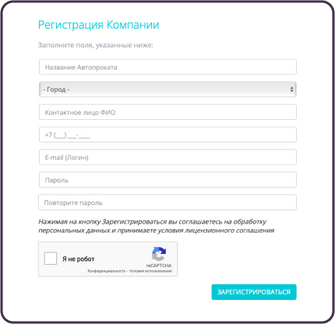 Регистрация Компании
Заполните поля, указанные ниже:
Название Автопроката
- Город -
Контактное лицо ФИО
+7 (___) ___-____
E-mail (Логин)
Пароль
Повторите пароль
Нажимая на кнопку Зарегистрироваться вы соглашаетесь на обработку
персональных данных и принимаете условия лицензионного соглашения
Я не робот
reCAPTCHA
Конфиденциальность - Условия использования
ЗАРЕГИСТРИРОВАТЬСЯ